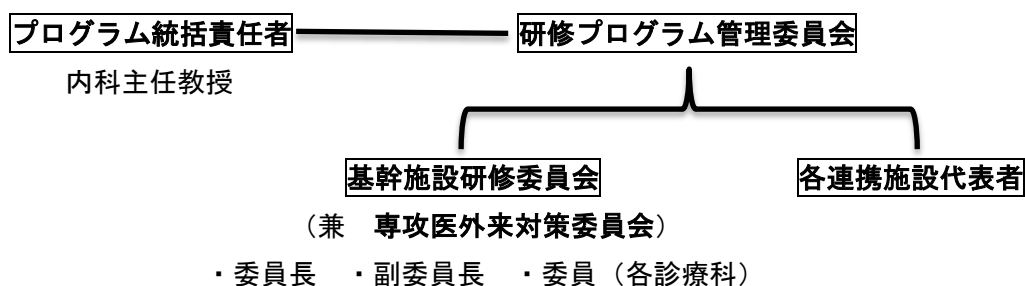 プログラム統括責任者 研修プログラム管理委員会
内科主任教授
基幹施設研修委員会 各連携施設代表者
（兼　専攻医外来対策委員会）
・委員長　・副委員長　・委員（各診療科）